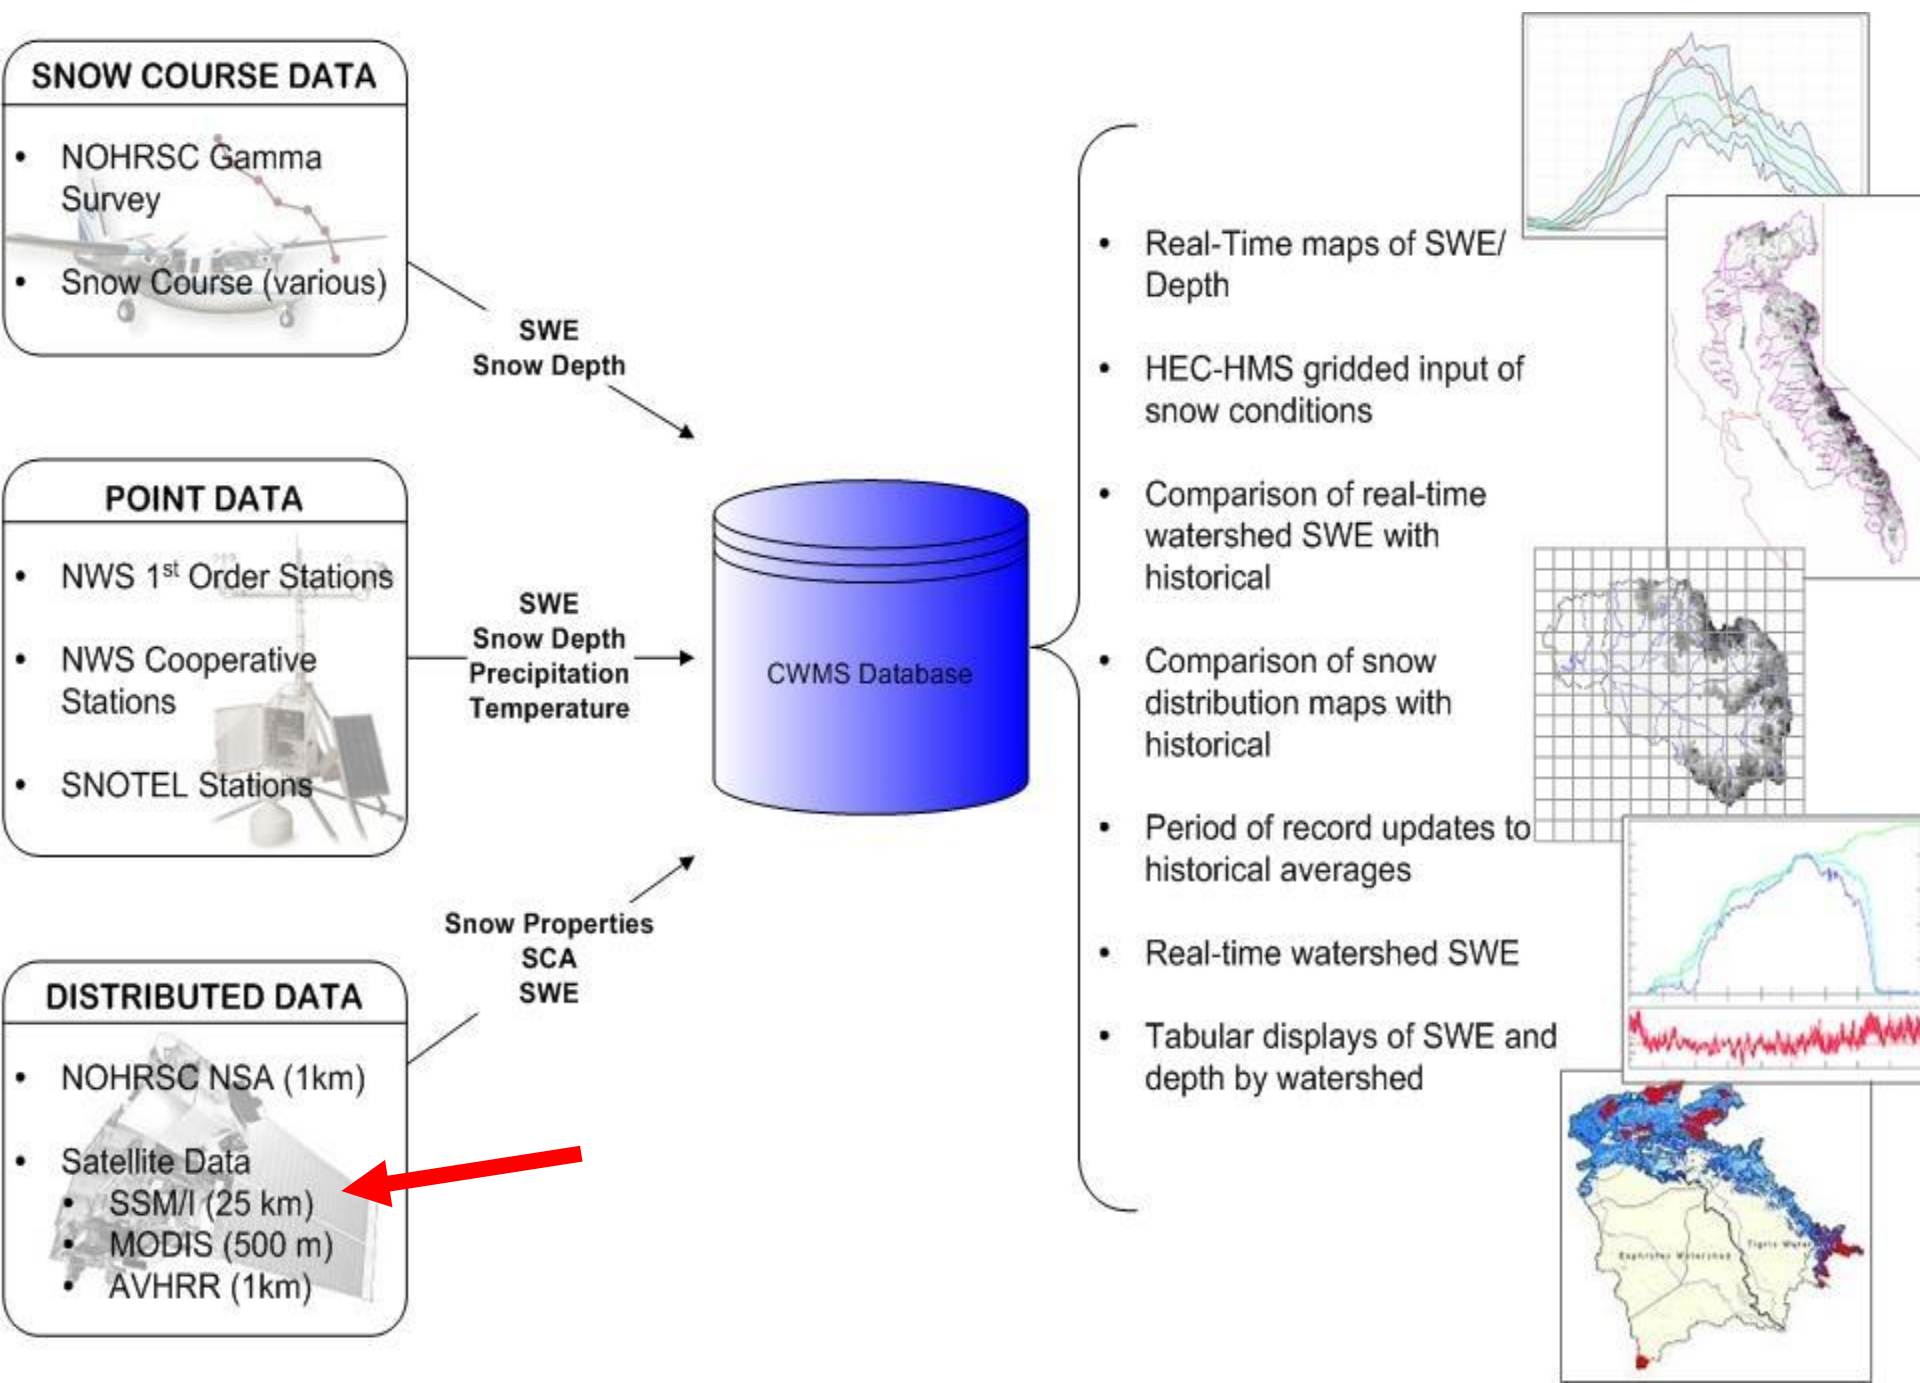 SNOW COURSE DATA
• NOHRSC Gamma
Survey
• Snow Course (various)
SWE
Snow Depth
POINT DATA
• NWS 1st Order Stations
• NWS Cooperative
Stations
• SNOTEL Stations
SWE
Snow Depth
Precipitation
Temperature
DISTRIBUTED DATA
• NOHRSC NSA (1km)
• Satellite Data
• SSM/I (25 km)
• MODIS (500 m)
• AVHRR (1km)
Snow Properties
SCA
SWE
CWMS Database
• Real-Time maps of SWE/
Depth
• HEC-HMS gridded input of
snow conditions
• Comparison of real-time
watershed SWE with
historical
• Comparison of snow
distribution maps with
historical
• Period of record updates to
historical averages
• Real-time watershed SWE
• Tabular displays of SWE and
depth by watershed
Euphrates Watershed
Tigris Water